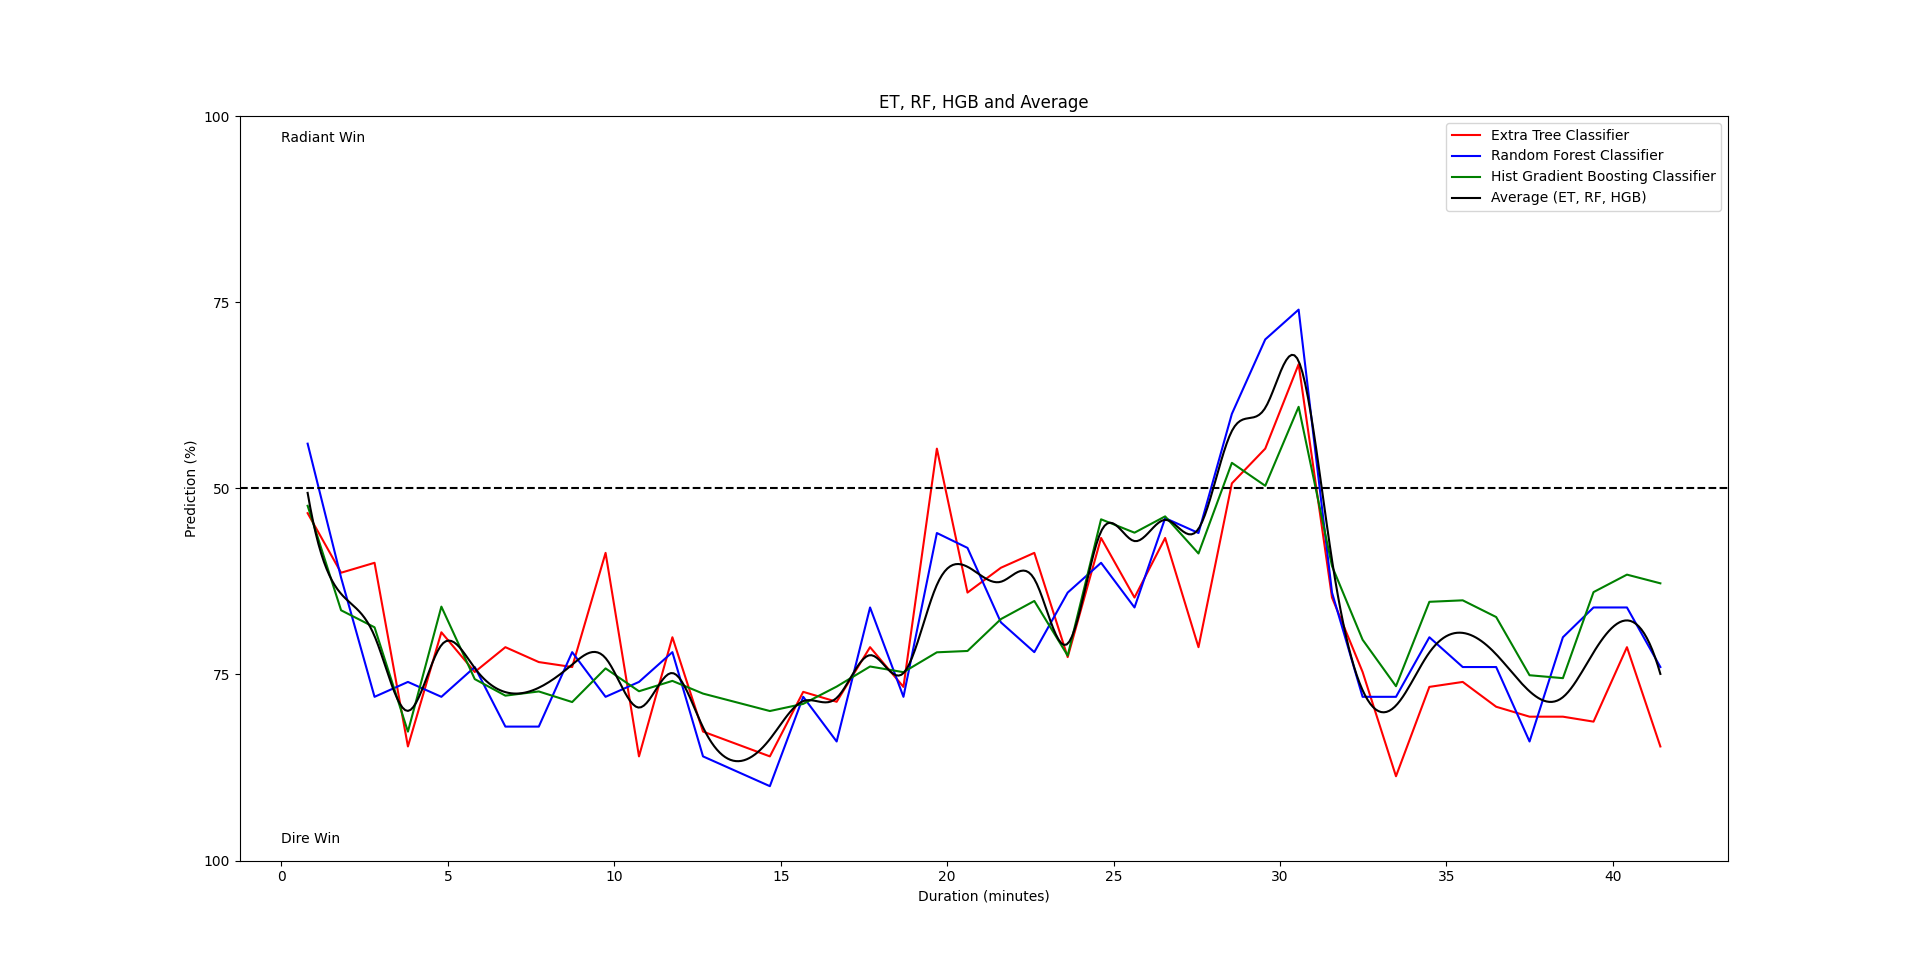 ET, RF, HGB and Average
100
Radiant Win
Extra Tree Classifier
Random Forest Classifier
Hist Gradient Boosting Classifier
Average (ET, RF, HGB)
75
Prediction (%)
50
75
Dire Win
100
0 5 10 15 20 25 30 35 40
Duration (minutes)